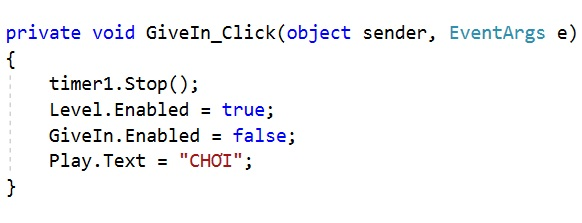 private void GiveIn_Click(object sender, EventArgs e)
{
timer1.Stop();
Level.Enabled = true;
GiveIn.Enabled = false;
Play.Text = "CHƠI";
}